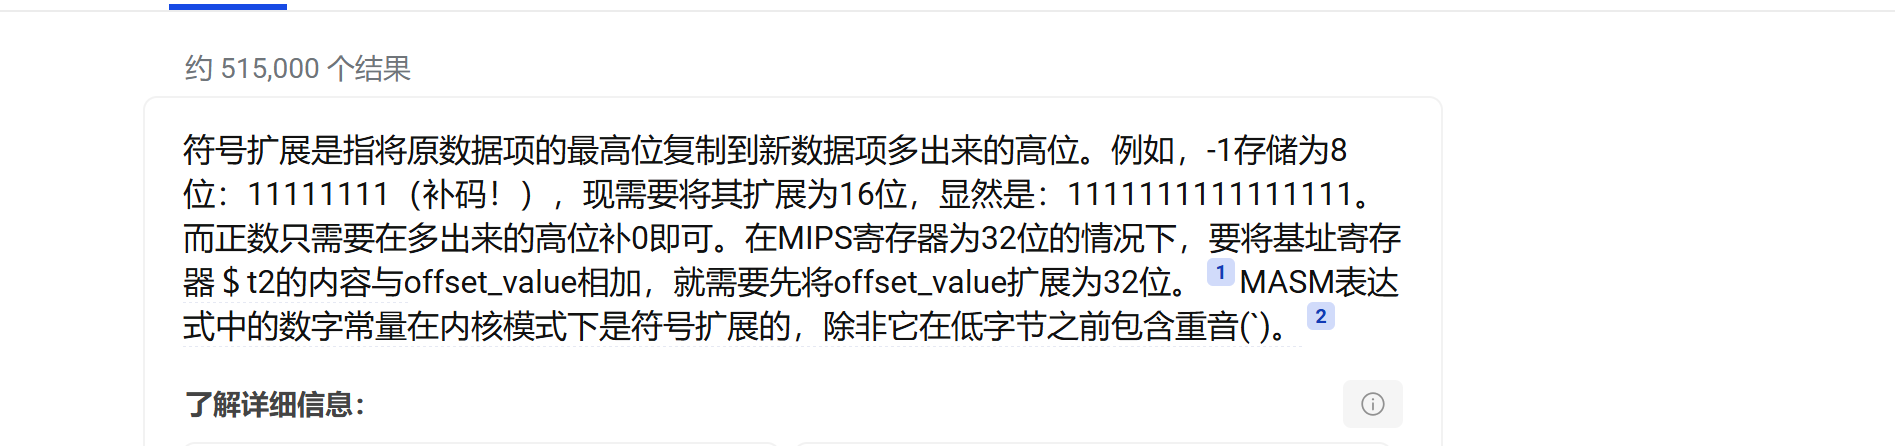 约 515,000 个结果
符号扩展是指将原数据项的最高位复制到新数据项多出来的高位。例如，-1存储为8
位：11111111（补码！），现需要将其扩展为16位，显然是：1111111111111111。
而正数只需要在多出来的高位补0即可。在MIPS寄存器为32位的情况下，要将基址寄存
器＄t2的内容与offset_value相加，就需要先将offset_value扩展为32位。 1 MASM表达
式中的数字常量在内核模式下是符号扩展的，除非它在低字节之前包含重音(`)。 2
了解详细信息：